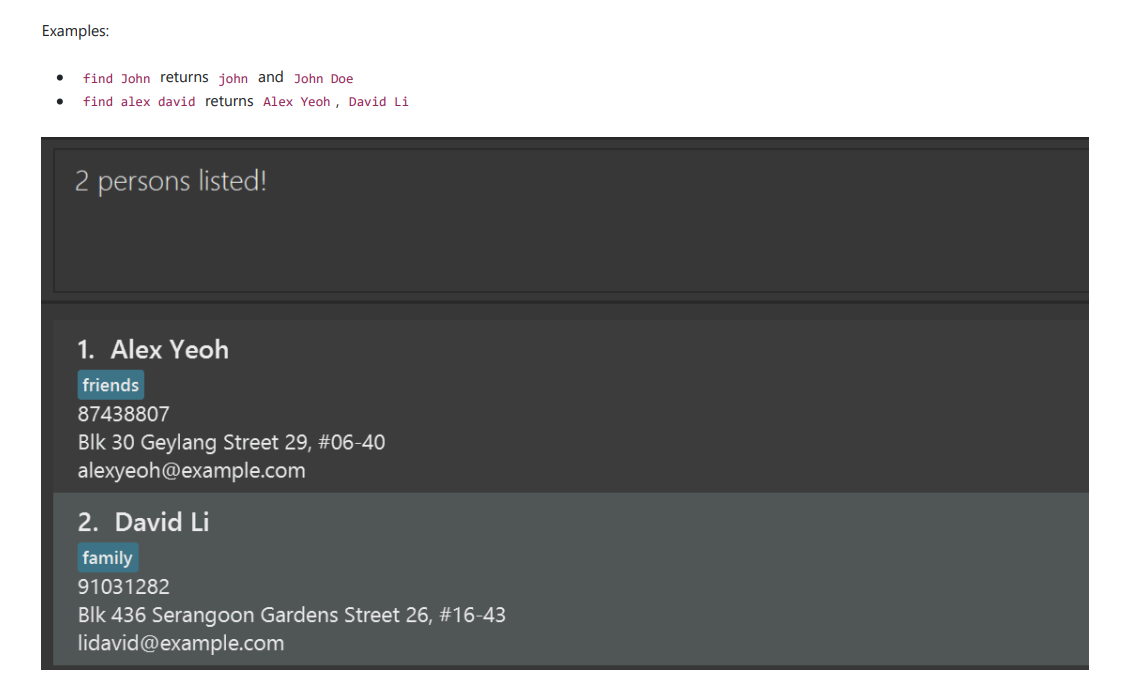 Examples:
• find John returns john and John Doe
• find alex david returns Alex Yeoh , David Li
2 persons listed!
1. Alex Yeoh
friends
87438807
Blk 30 Geylang Street 29, #06-40
alexyeoh@example.com
2. David Li
family
91031282
Blk 436 Serangoon Gardens Street 26, #16-43
lidavid@example.com